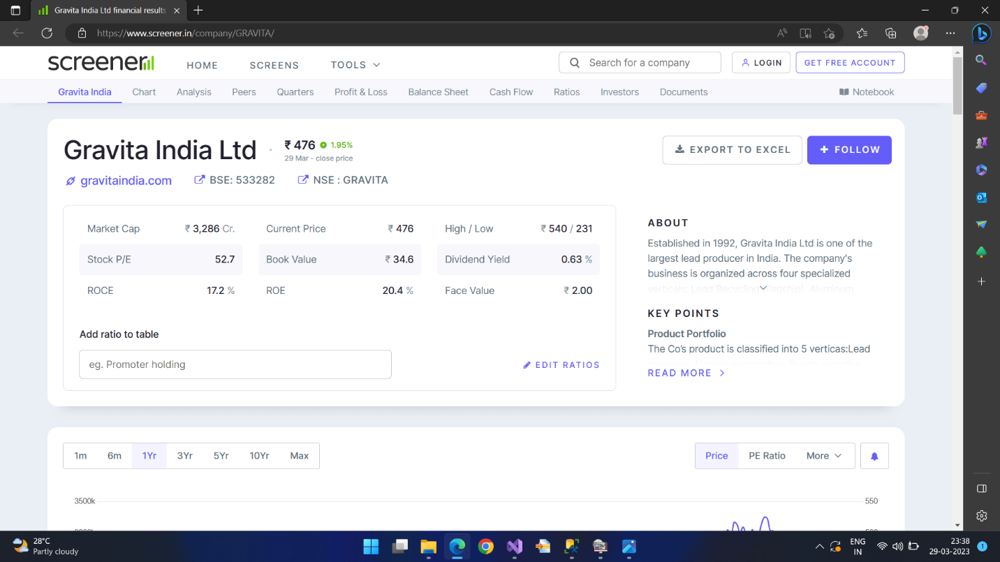 Gravita India Ltd financial results
https://www.screener.in/company/GRAVITA/
screener
HOME
SCREENS
TOOLS
Search for a company
LOGIN
GET FREE ACCOUNT
Gravita India
Chart
Analysis
Peers
Quarters
Profit & Loss
Balance Sheet
Cash Flow
Ratios
Investors
Documents
Notebook
Gravita India Ltd
₹ 476 1.95%
29 Mar - close price
EXPORT TO EXCEL
+ FOLLOW
gravitaindia.com
BSE: 533282
NSE : GRAVITA
Market Cap ₹ 3,286 Cr.
Current Price ₹ 476
High / Low ₹ 540 / 231
Stock P/E 52.7
Book Value ₹ 34.6
Dividend Yield 0.63 %
ROCE 17.2 %
ROE 20.4 %
Face Value ₹ 2.00
Add ratio to table
eg. Promoter holding
EDIT RATIOS
ABOUT
Established in 1992, Gravita India Ltd is one of the
largest lead producer in India. The company's
business is organized across four specialized
verticals: Lead Recycling (flagship), Aluminum
KEY POINTS
Product Portfolio
The Co's product is classified into 5 verticas:Lead
READ MORE
1m
6m
1Yr
3Yr
5Yr
10Yr
Max
Price
PE Ratio
More
3500k
550
28°C
Partly cloudy
ENG
IN
23:38
29-03-2023
1